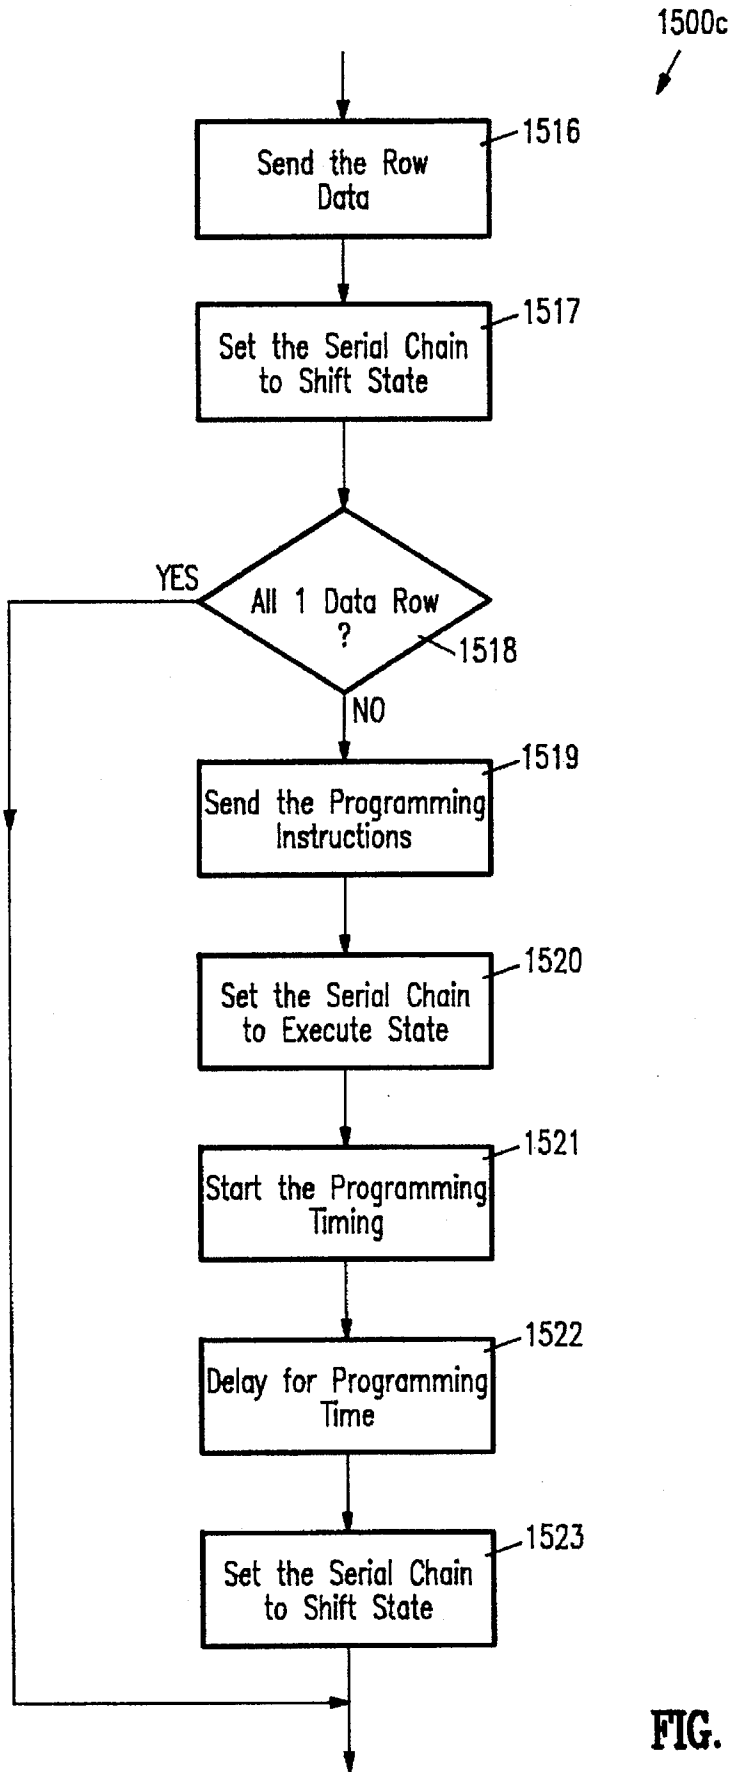 1500c
1516
Send the Row
Data
1517
Set the Serial Chain
to Shift State
YES
All 1 Data Row
?
1518
NO
1519
Send the Programming
Instructions
1520
Set the Serial Chain
to Execute State
1521
Start the Programming
Timing
1522
Delay for Programming
Time
1523
Set the Serial Chain
to Shift State
FIG.